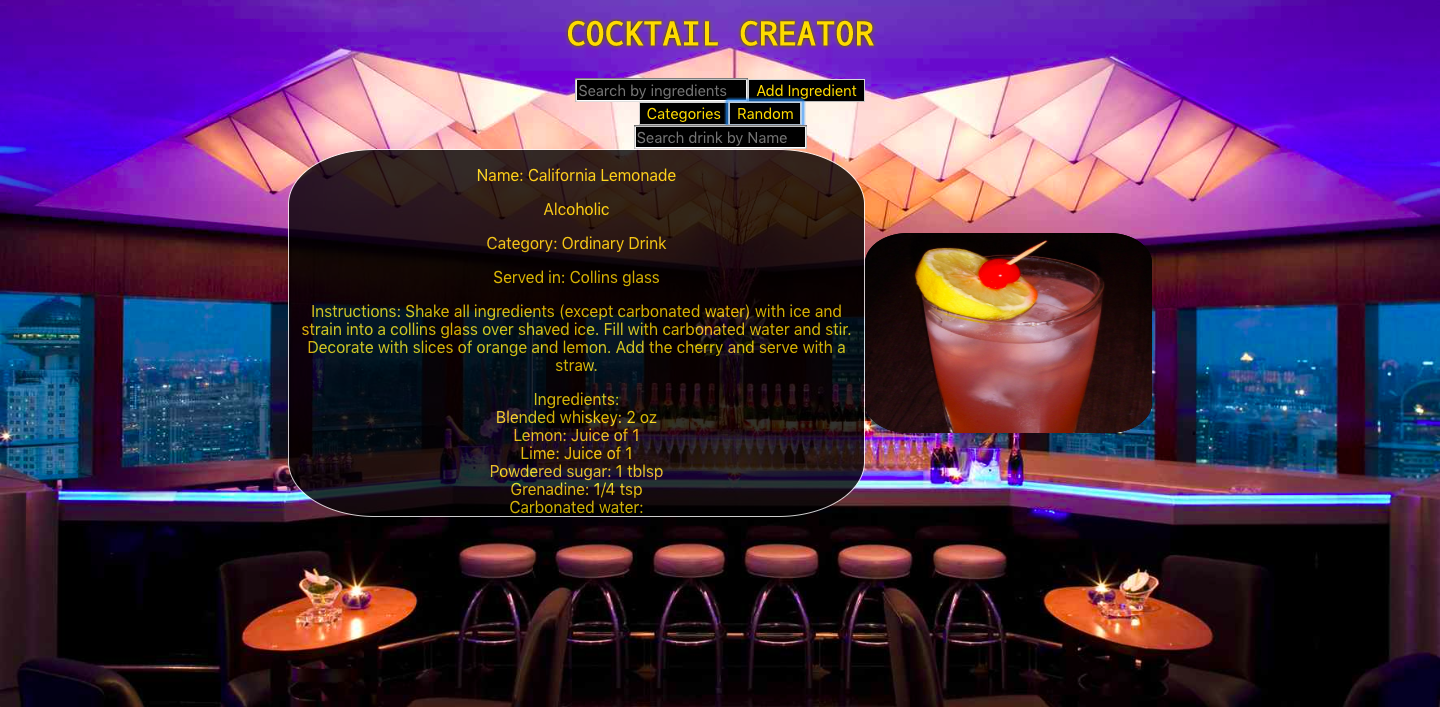 COCKTAIL CREATOR
Search by ingredients Add Ingredient
Categories Random
Search drink by Name
Name: California Lemonade
Alcoholic
Category: Ordinary Drink
Served in: Collins glass
Instructions: Shake all ingredients (except carbonated water) with ice and
strain into a collins glass over shaved ice. Fill with carbonated water and stir.
Decorate with slices of orange and lemon. Add the cherry and serve with a
straw.
Ingredients:
Blended whiskey: 2 oz
Lemon: Juice of 1
Lime: Juice of 1
Powdered sugar: 1 tblsp
Grenadine: 1/4 tsp
Carbonated water: